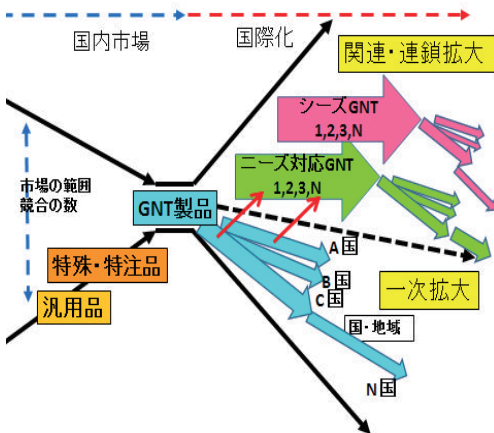 国内市場
国際化
関連・連鎖拡大
シーズGNT
1,2,3,N
ニーズ対応GNT
1,2,3,N
市場の範囲
競合の数
GNT製品
特殊・特注品
汎用品
A国
B国
C国
一次拡大
国・地域
N国